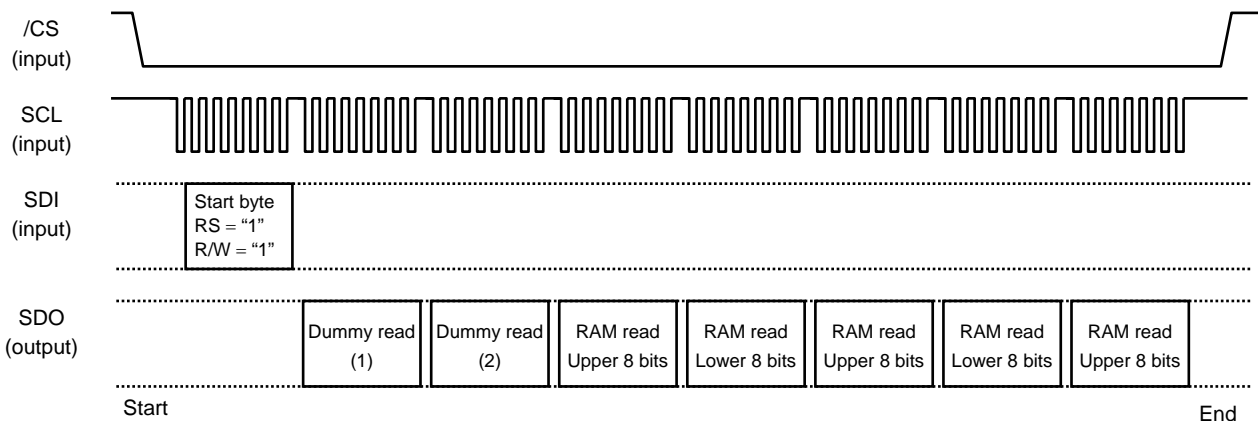 /CS
(input)
SCL
(input)
SDI
(input)
Start byte
RS = “1”
R/W = “1”
SDO
(output)
Dummy read
(1)
Dummy read
(2)
RAM read
Upper 8 bits
RAM read
Lower 8 bits
RAM read
Upper 8 bits
RAM read
Lower 8 bits
RAM read
Upper 8 bits
Start
End